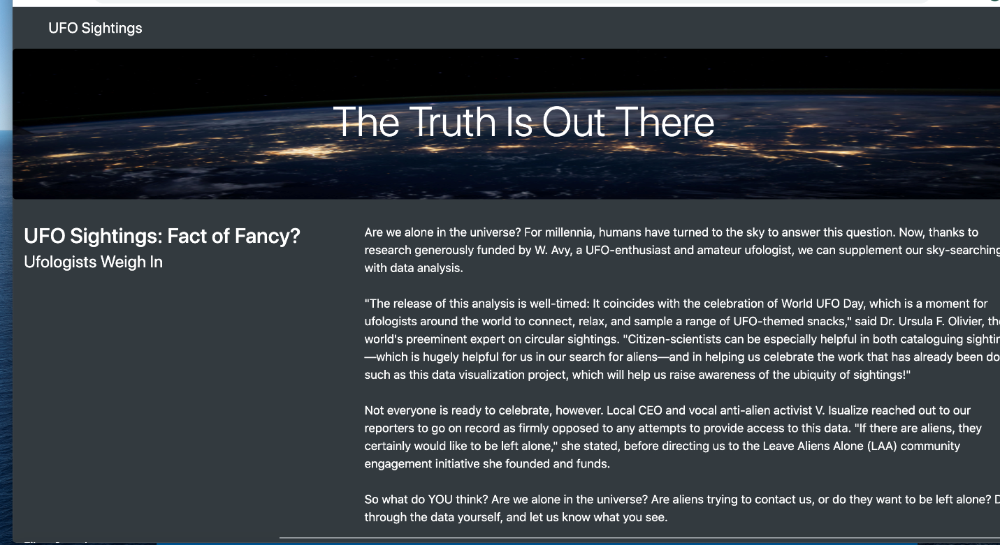 UFO Sightings
The Truth Is Out There
UFO Sightings: Fact of Fancy?
Ufologists Weigh In
Are we alone in the universe? For millennia, humans have turned to the sky to answer this question. Now, thanks to
research generously funded by W. Avy, a UFO-enthusiast and amateur ufologist, we can supplement our sky-searching
with data analysis.
"The release of this analysis is well-timed: It coincides with the celebration of World UFO Day, which is a moment for
ufologists around the world to connect, relax, and sample a range of UFO-themed snacks," said Dr. Ursula F. Olivier,
world's preeminent expert on circular sightings. "Citizen-scientists can be especially helpful in both cataloguing
—which is hugely helpful for us in our search for aliens—and in helping us celebrate the work that has already been
such as this data visualization project, which will help us raise awareness of the ubiquity of sightings!"
Not everyone is ready to celebrate, however. Local CEO and vocal anti-alien activist V. Isualize reached out to our
reporters to go on record as firmly opposed to any attempts to provide access to this data. "If there are aliens, they
certainly would like to be left alone," she stated, before directing us to the Leave Aliens Alone (LAA) community
engagement initiative she founded and funds.
So what do YOU think? Are we alone in the universe? Are aliens trying to contact us, or do they want to be left alone?
through the data yourself, and let us know what you see.